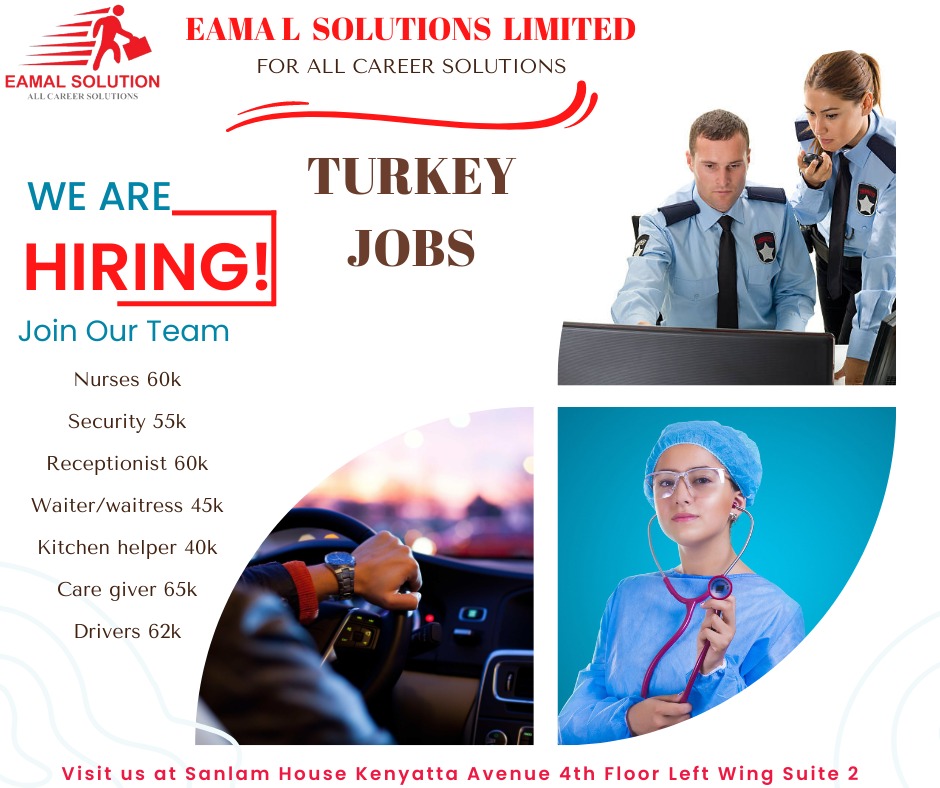 EAMAL SOLUTION
ALL CAREER SOLUTIONS
EAMAL SOLUTIONS LIMITED
FOR ALL CAREER SOLUTIONS
TURKEY
JOBS
WE ARE
HIRING!
Join Our Team
Nurses 60k
Security 55k
Receptionist 60k
Waiter/waitress 45k
Kitchen helper 40k
Care giver 65k
Drivers 62k
Visit us at Sanlam House Kenyatta Avenue 4th Floor Left Wing Suite 2